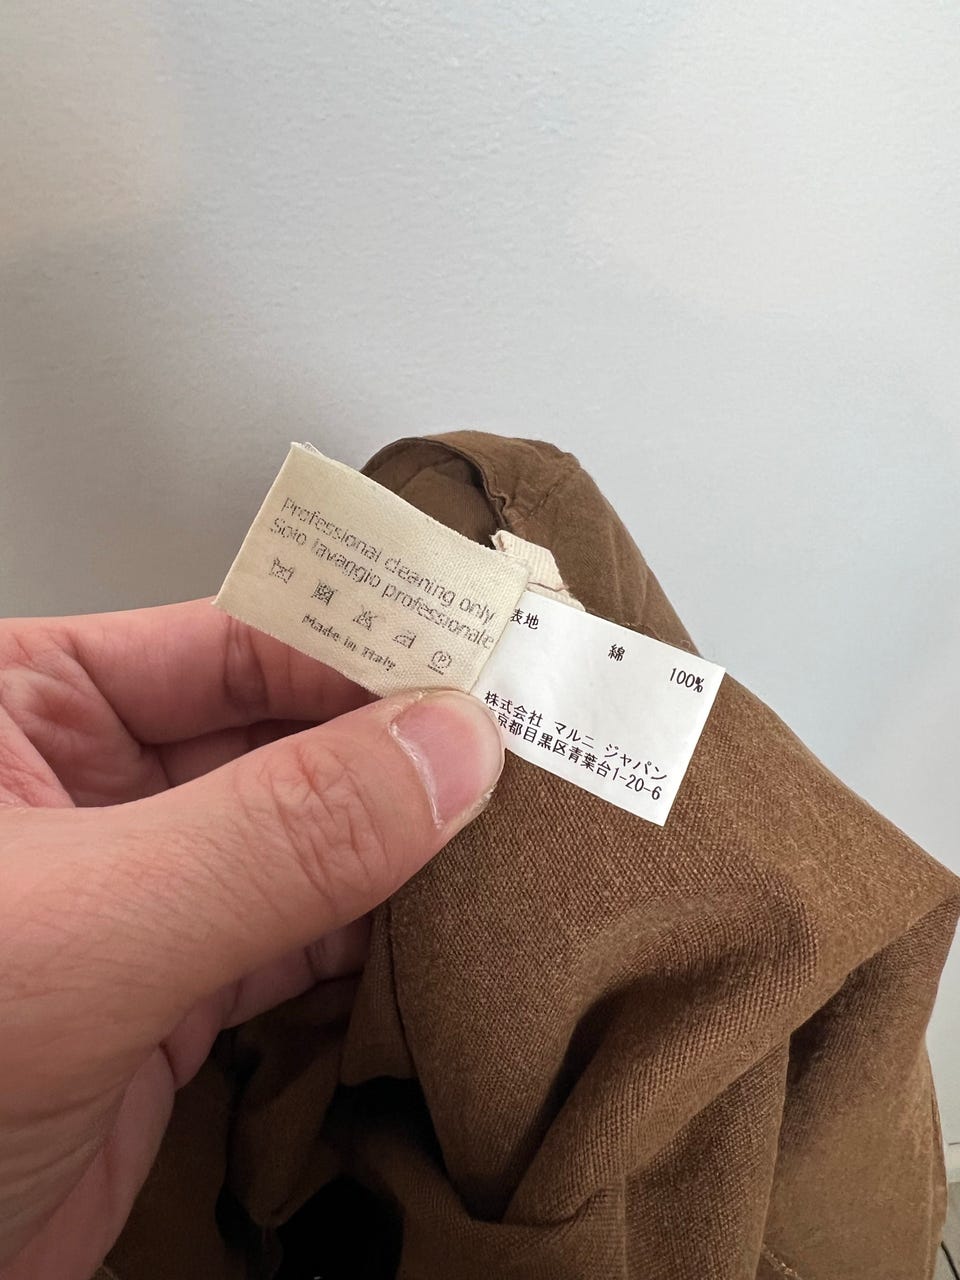 Professional cleaning only
Solo lavaggio professionale
P
Made in Italy
表地
綿 100%
株式会社 マルニ ジャパン
京都目黒区青葉台1-20-6